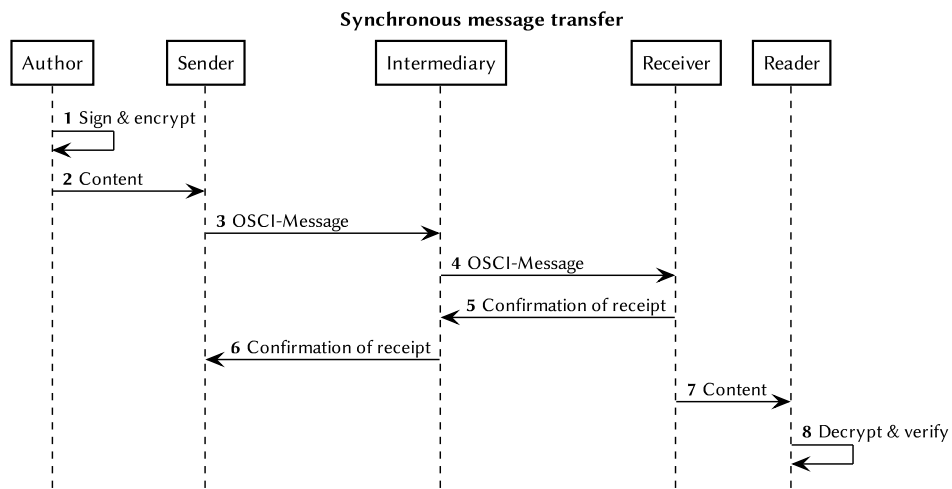 Synchronous message transfer
Author Sender Intermediary Receiver Reader
1 Sign & encrypt
2 Content
3 OSCI-Message
4 OSCI-Message
5 Confirmation of receipt
6 Confirmation of receipt
7 Content
8 Decrypt & verify